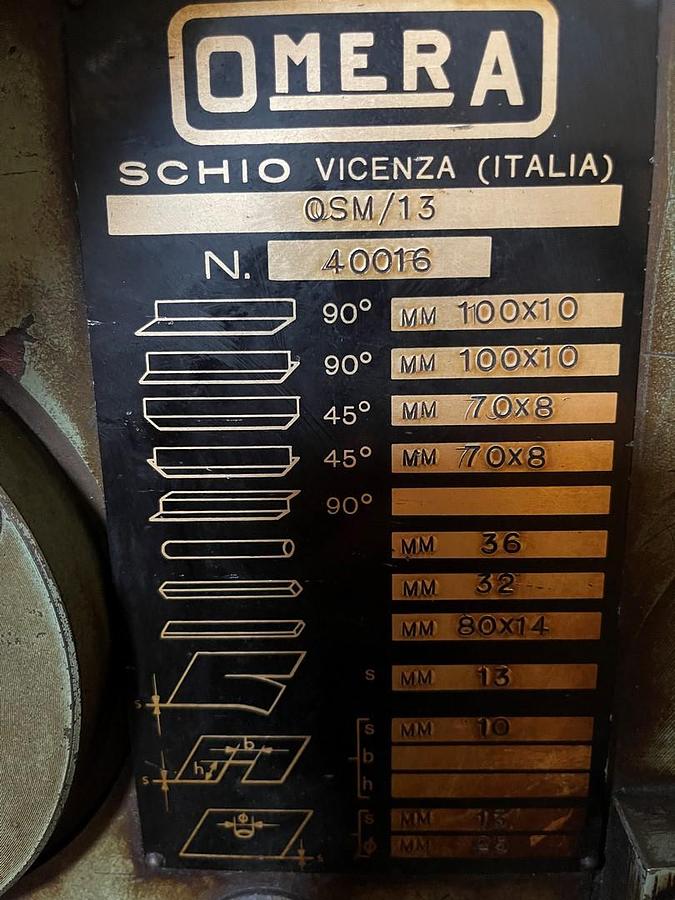 OMERA
SCHIO VICENZA (ITALIA)
OSM/13
N. 40016
90° MM 100X10
90° MM 100X10
45° MM 70X8
45° MM 70X8
90°
MM 36
MM 32
MM 80X14
s MM 13
s
b
h
s
s MM 10
b
h
ϕ
s
s MM 13
ϕ MM